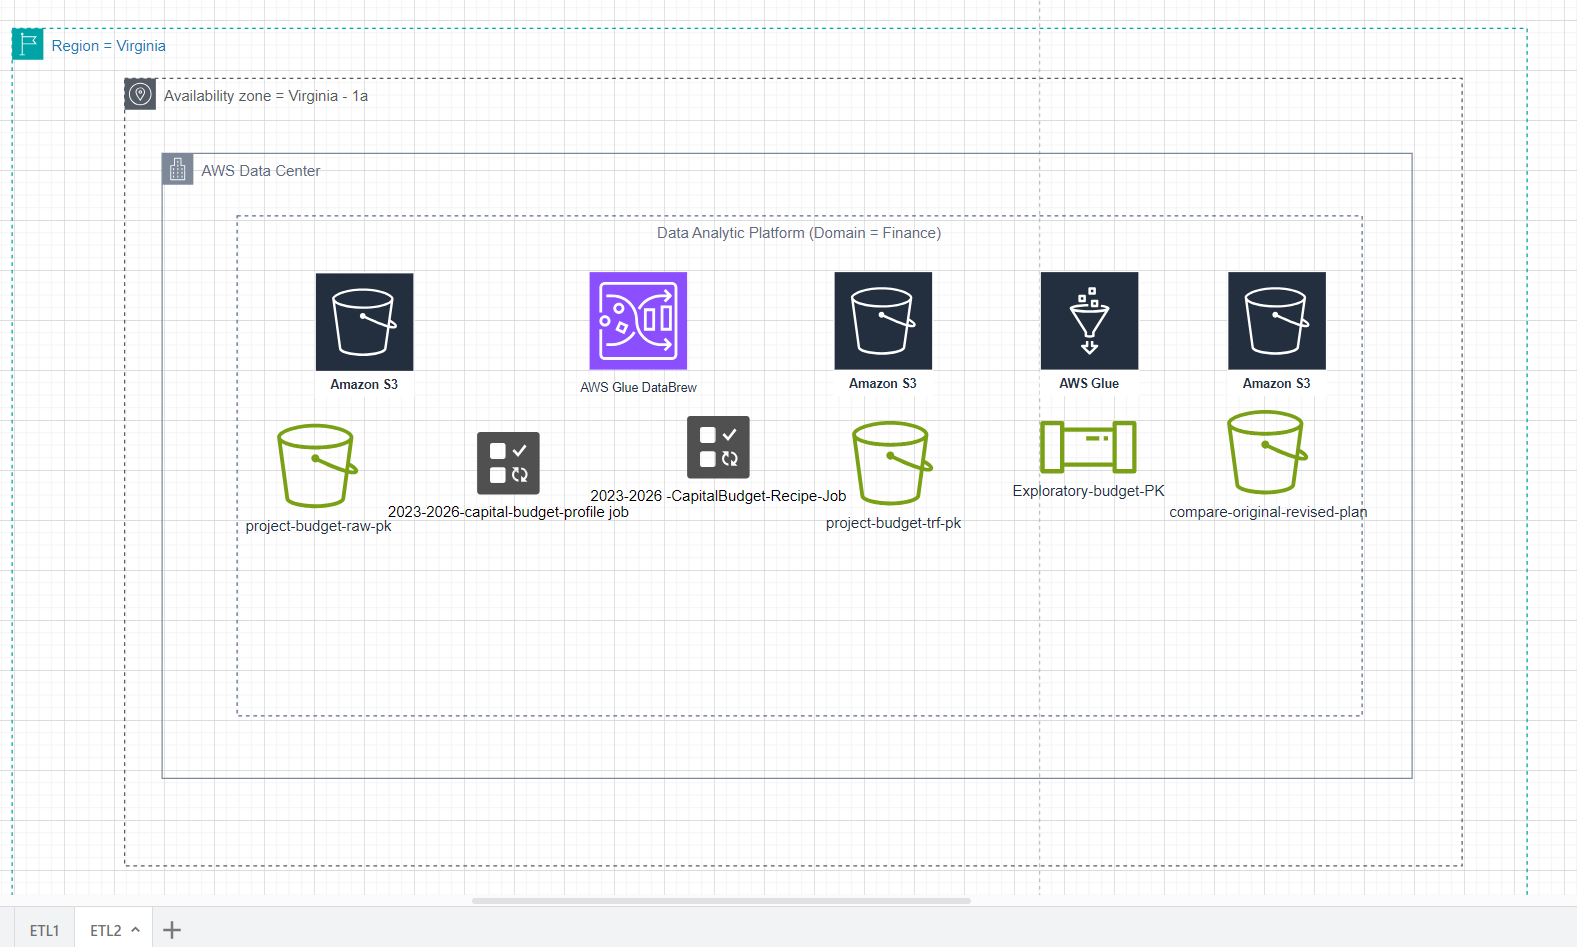 Region = Virginia
Availability zone = Virginia - 1a
AWS Data Center
Data Analytic Platform (Domain = Finance)
Amazon S3
AWS Glue DataBrew
Amazon S3
AWS Glue
Amazon S3
project-budget-raw-pk
2023-2026-capital-budget-profile job
2023-2026 -CapitalBudget-Recipe-Job
project-budget-trf-pk
Exploratory-budget-PK
compare-original-revised-plan
ETL1
ETL2